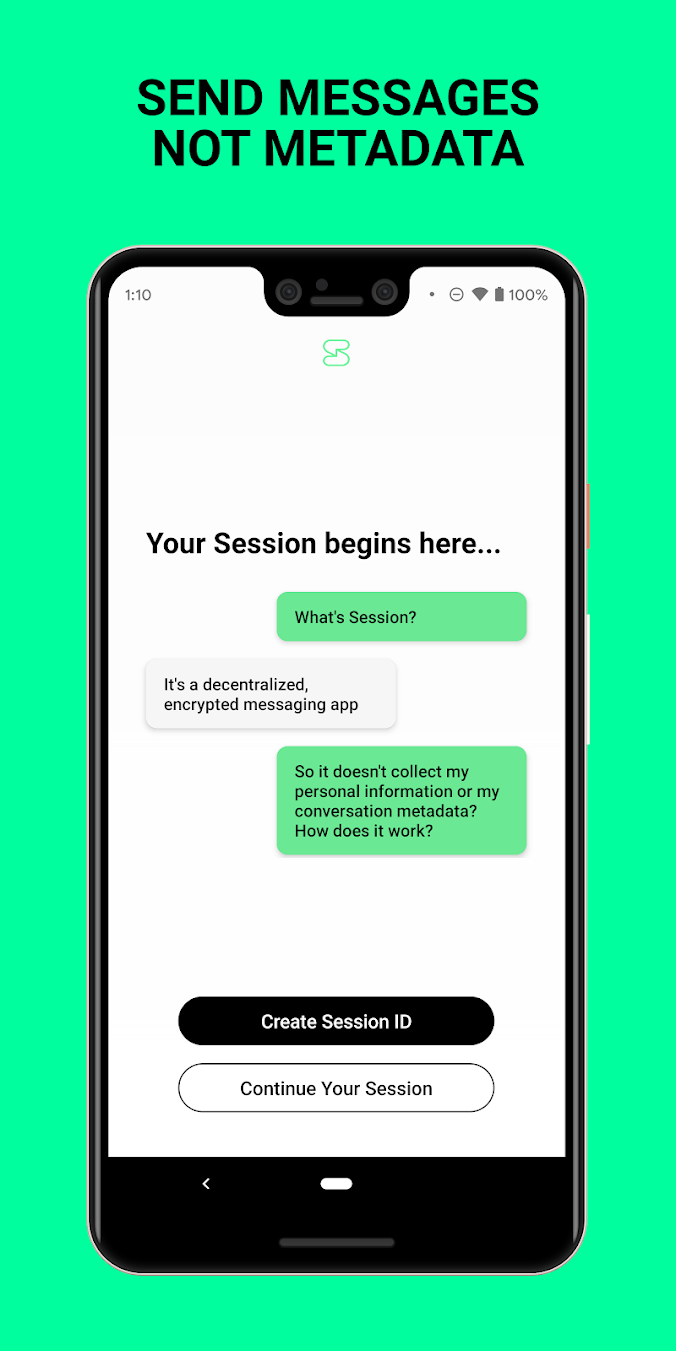 SEND MESSAGES
NOT METADATA
1:10
100%
Your Session begins here...
What's Session?
It's a decentralized,
encrypted messaging app
So it doesn't collect my
personal information or my
conversation metadata?
How does it work?
Create Session ID
Continue Your Session